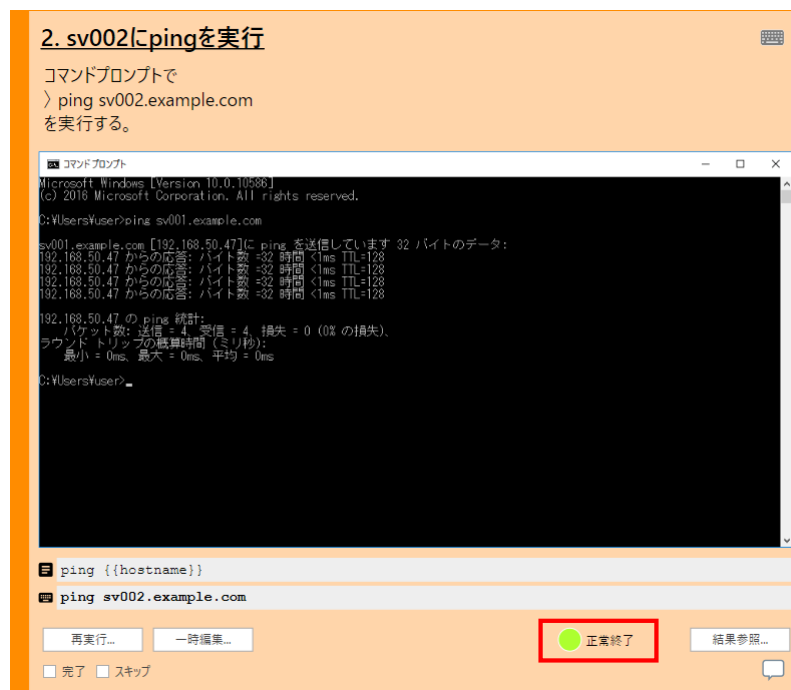 2. sv002にpingを実行
コマンドプロンプトで
〉ping sv002.example.com
を実行する。
コマンド プロンプト
Microsoft Windows [Version 10.0.10586]
(c) 2016 Microsoft Corporation. All rights reserved.
C:¥Users¥user>ping sv001.example.com
sv001.example.com [192.168.50.47]に ping を送信しています 32 バイトのデータ:
192.168.50.47 からの応答: バイト数 =32 時間 <1ms TTL=128
192.168.50.47 からの応答: バイト数 =32 時間 <1ms TTL=128
192.168.50.47 からの応答: バイト数 =32 時間 <1ms TTL=128
192.168.50.47 からの応答: バイト数 =32 時間 <1ms TTL=128
192.168.50.47 の ping 統計:
パケット数: 送信 = 4、受信 = 4、損失 = 0 (0% の損失)、
ラウンド トリップの概算時間 (ミリ秒):
最小 = 0ms、最大 = 0ms、平均 = 0ms
C:¥Users¥user>_
ping {{hostname}}
ping sv002.example.com
再実行... 一時編集... 正常終了 結果参照...
完了 スキップ